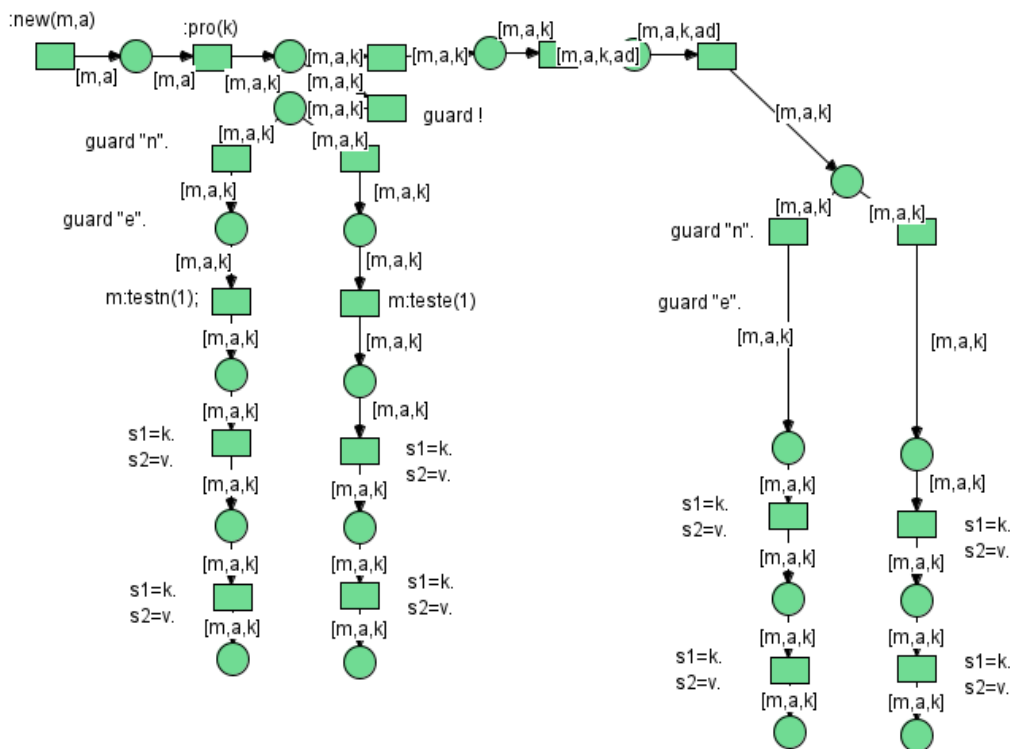 :new(m,a)
:pro(k)
[m,a,k]
[m,a,k,ad]
[m,a]
[m,a]
[m,a,k]
[m,a,k]
[m,a,k]
[m,a,k,ad]
[m,a,k]
[m,a,k]
guard !
[m,a,k]
guard "n".
[m,a,k]
[m,a,k]
[m,a,k]
[m,a,k]
guard "e".
[m,a,k]
[m,a,k]
guard "n".
[m,a,k]
[m,a,k]
m:testn(1);
m:teste(1)
guard "e".
[m,a,k]
[m,a,k]
[m,a,k]
[m,a,k]
[m,a,k]
[m,a,k]
s1=k.
s2=v.
s1=k.
s2=v.
[m,a,k]
[m,a,k]
[m,a,k]
[m,a,k]
s1=k.
s2=v.
s1=k.
s2=v.
[m,a,k]
[m,a,k]
[m,a,k]
[m,a,k]
s1=k.
s2=v.
s1=k.
s2=v.
[m,a,k]
[m,a,k]
[m,a,k]
[m,a,k]
s1=k.
s2=v.
s1=k.
s2=v.
[m,a,k]
[m,a,k]